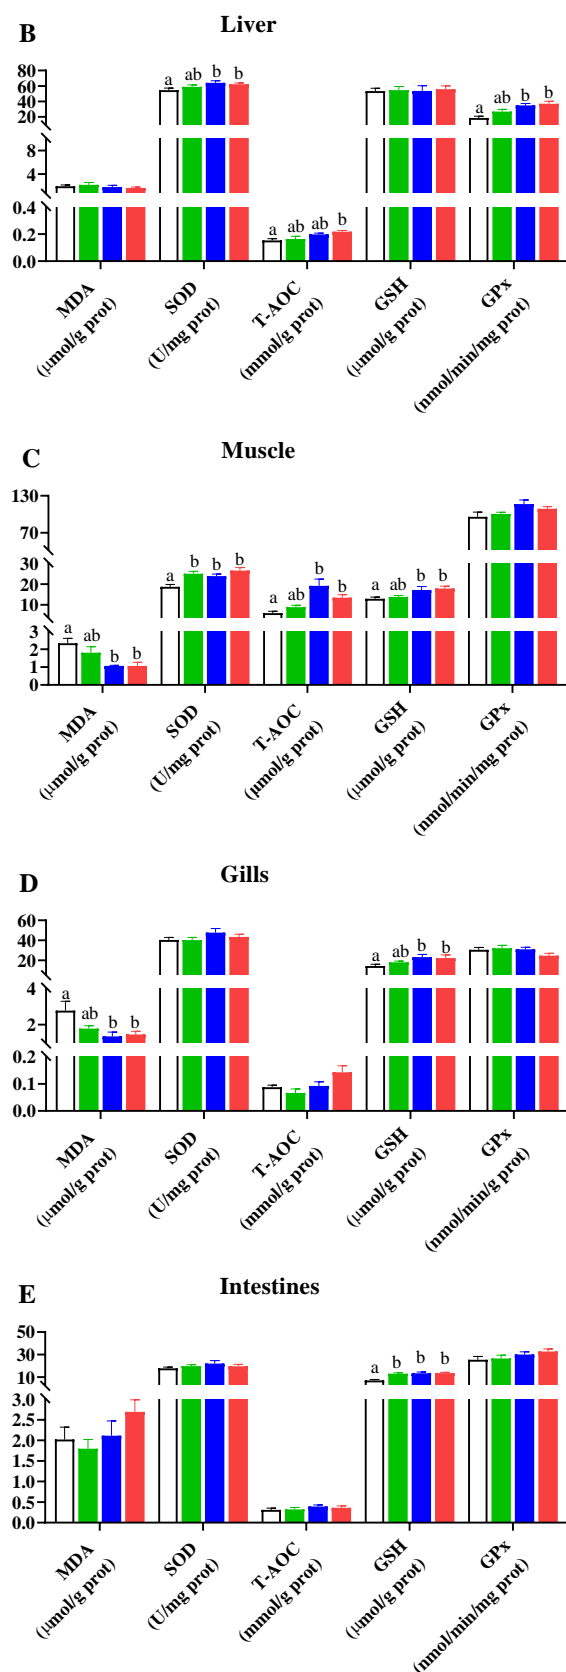 B
Liver
80
60
40
20
8
4
0.4
0.2
0.0
a ab b b
a ab ab b
a ab b b
MDA
(μmol/g prot)
SOD
(U/mg prot)
T-AOC
(mmol/g prot)
GSH
(μmol/g prot)
GPx
(nmol/min/mg prot)
C
Muscle
130
70
30
20
10
3
2
1
0
a ab b b
a b b b
a ab b b
a ab b b
MDA
(μmol/g prot)
SOD
(U/mg prot)
T-AOC
(μmol/g prot)
GSH
(μmol/g prot)
GPx
(nmol/min/mg prot)
D
Gills
60
40
20
4
2
0.2
0.1
0.0
a ab b b
a ab b b
MDA
(μmol/g prot)
SOD
(U/mg prot)
T-AOC
(mmol/g prot)
GSH
(μmol/g prot)
GPx
(nmol/min/g prot)
E
Intestines
50
30
10
3.0
2.5
2.0
1.5
1.0
0.5
0.0
a b b b
MDA
(μmol/g prot)
SOD
(U/mg prot)
T-AOC
(mmol/g prot)
GSH
(μmol/g prot)
GPx
(nmol/min/mg prot)